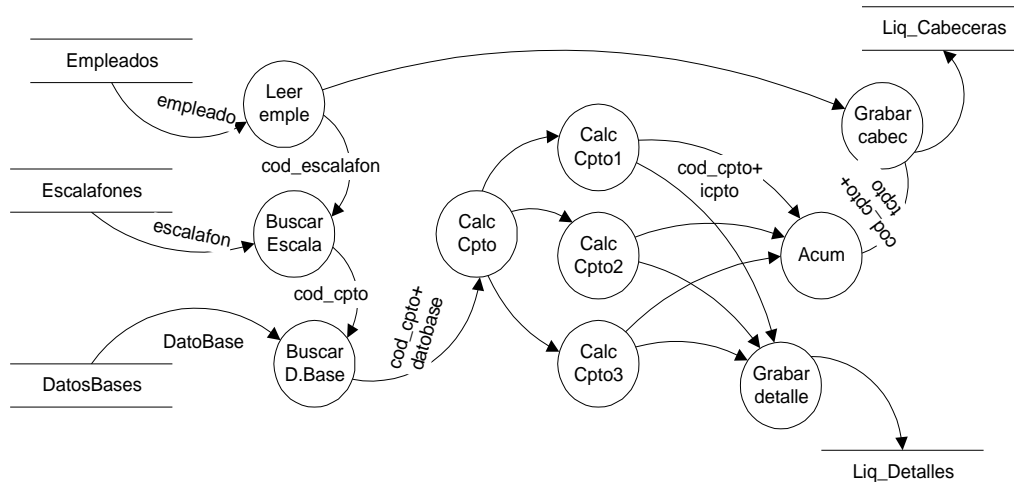 Liq_Cabeceras
Empleados
empleado
Leer
emple
Grabar
cabec
cod_escalafon
Calc
Cpto1
cod_cpto+
icpto
cod_cpto+
tcpto
Escalafones
escalafon
Buscar
Escala
Calc
Cpto
Calc
Cpto2
Acum
cod_cpto
cod_cpto+
datobase
DatoBase
DatosBases
Buscar
D.Base
Calc
Cpto3
Grabar
detalle
Liq_Detalles